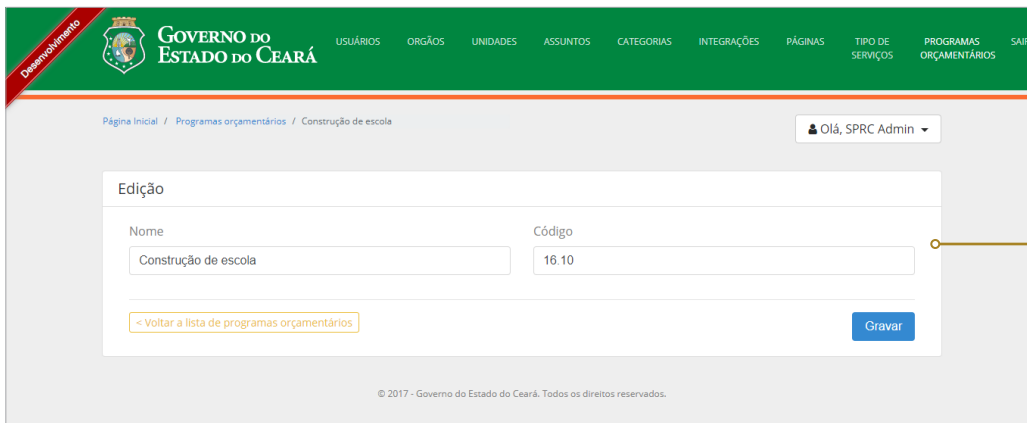 Desenvolvimento
GOVERNO DO
ESTADO DO CEARÁ
USUÁRIOS ORGÃOS UNIDADES ASSUNTOS CATEGORIAS INTEGRAÇÕES PÁGINAS TIPO DE SERVIÇOS PROGRAMAS ORÇAMENTÁRIOS
Página Inicial / Programas orçamentários / Construção de escola
Olá, SPRC Admin
Edição
Nome Código
Construção de escola 16.10
< Voltar a lista de programas orçamentários Gravar
© 2017 - Governo do Estado do Ceará. Todos os direitos reservados.